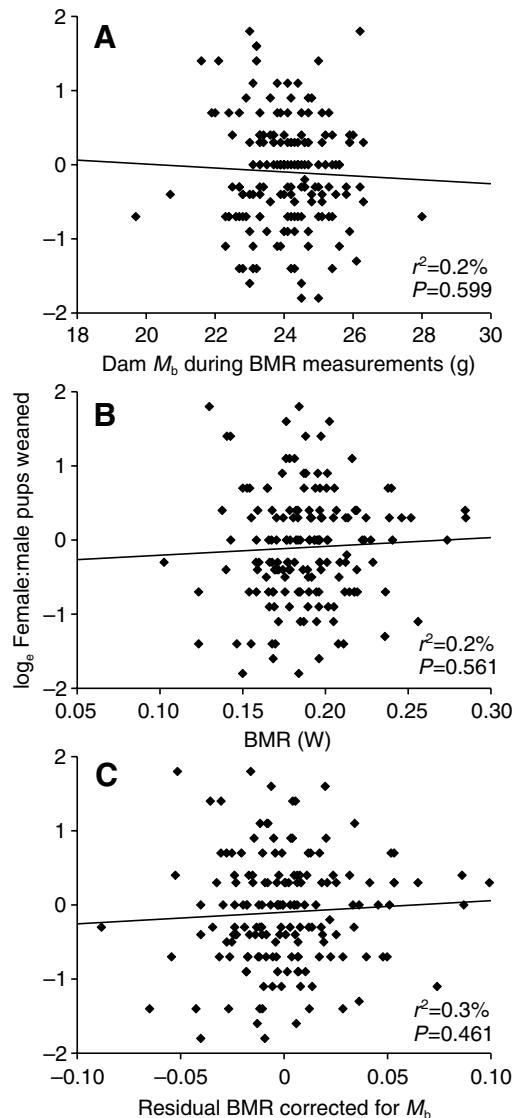 A
2
1
0
–1
–2
r²=0.2%
P=0.599
18 20 22 24 26 28 30
Dam Mb during BMR measurements (g)
logₑ Female:male pups weaned
B
2
1
0
–1
–2
r²=0.2%
P=0.561
0.05 0.10 0.15 0.20 0.25 0.30
BMR (W)
C
2
1
0
–1
–2
r²=0.3%
P=0.461
–0.10 –0.05 0 0.05 0.10
Residual BMR corrected for Mb